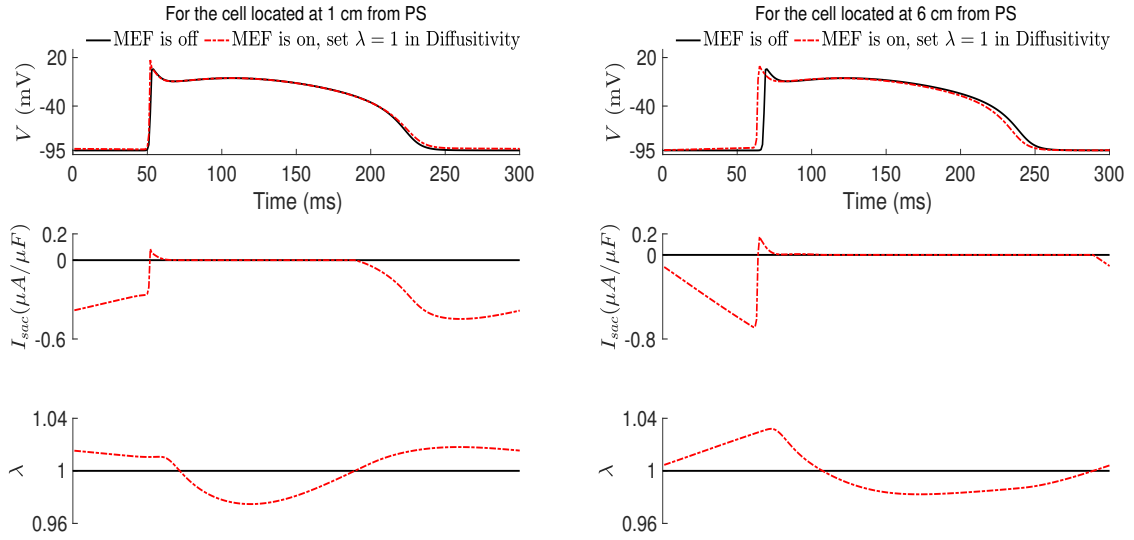 For the cell located at 1 cm from PS
MEF is off MEF is on, set λ = 1 in Diffusitivity
20
-40
-95
V (mV)
0 50 100 150 200 250 300
Time (ms)
0.2
0
-0.6
I_sac(μA/μF)
1.04
1
0.96
λ
For the cell located at 6 cm from PS
MEF is off MEF is on, set λ = 1 in Diffusitivity
20
-40
-95
V (mV)
0 50 100 150 200 250 300
Time (ms)
0.2
0
-0.8
I_sac(μA/μF)
1.04
1
0.96
λ